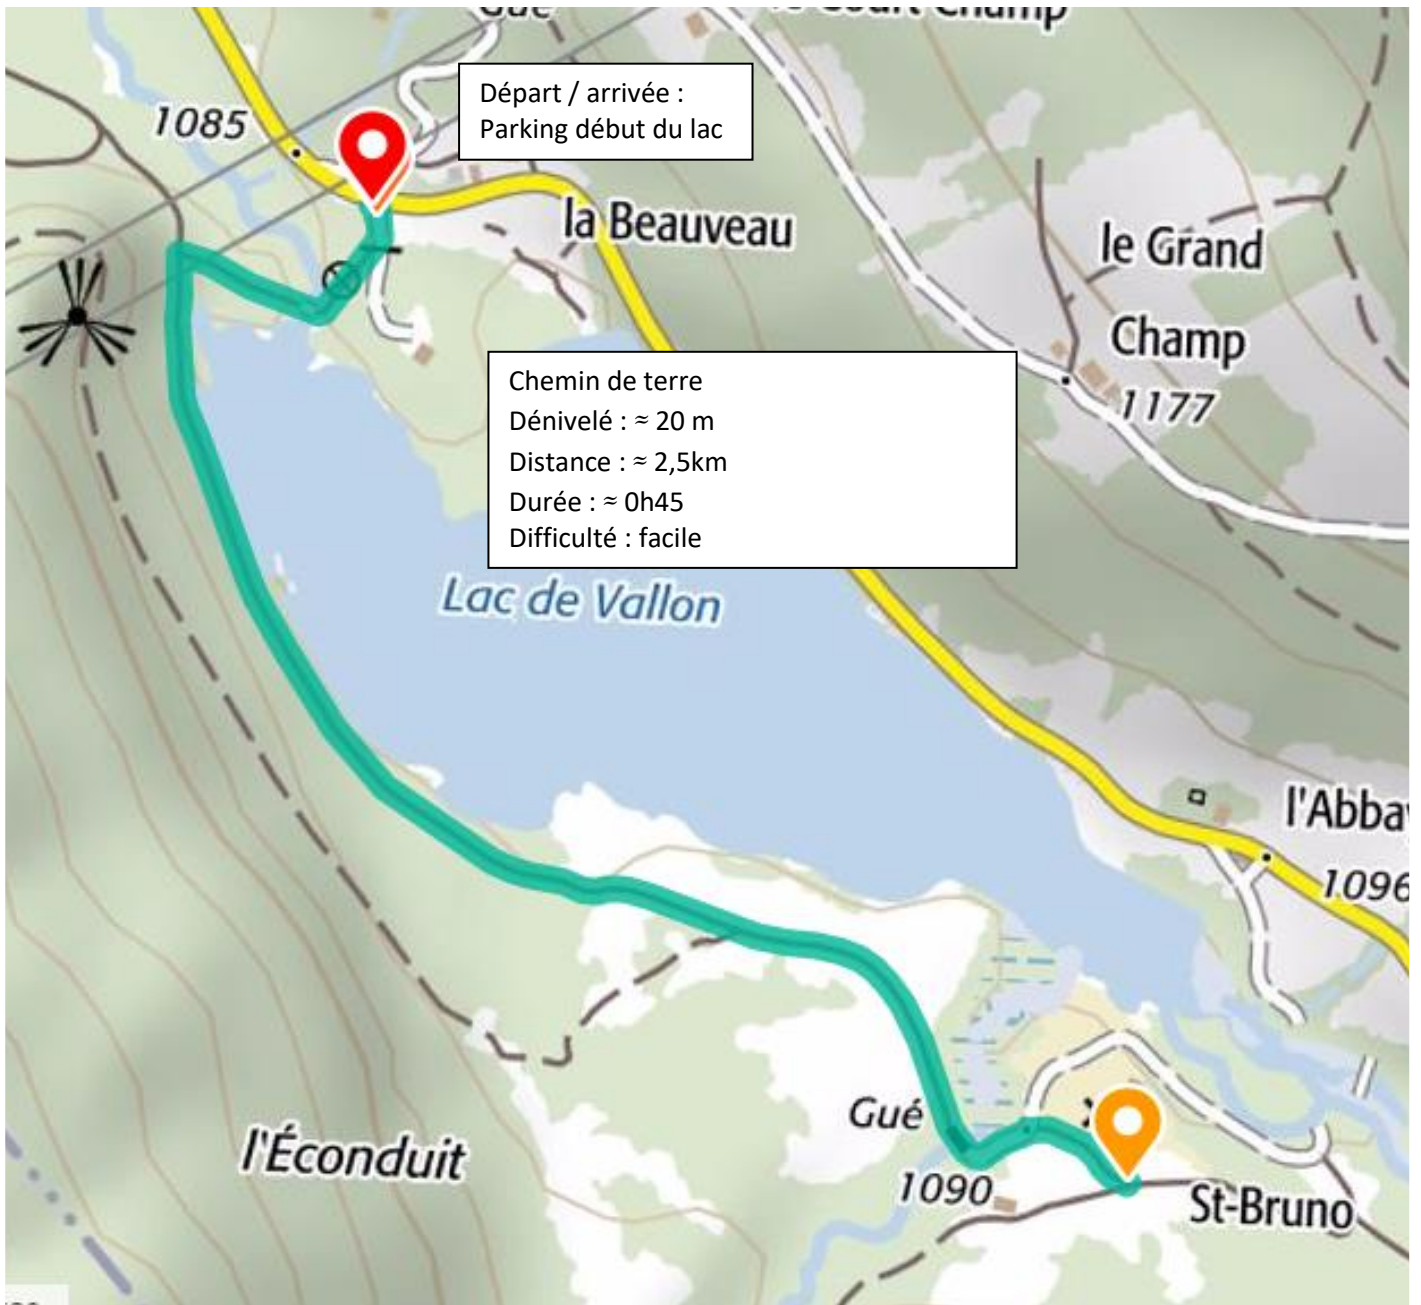 1085
Départ / arrivée :
Parking début du lac
la Beauveau
le Grand
Champ
1177
Chemin de terre
Dénivelé : ≈ 20 m
Distance : ≈ 2,5km
Durée : ≈ 0h45
Difficulté : facile
Lac de Vallon
l'Abba
1096
Gué
1090
l'Éconduit
St-Bruno